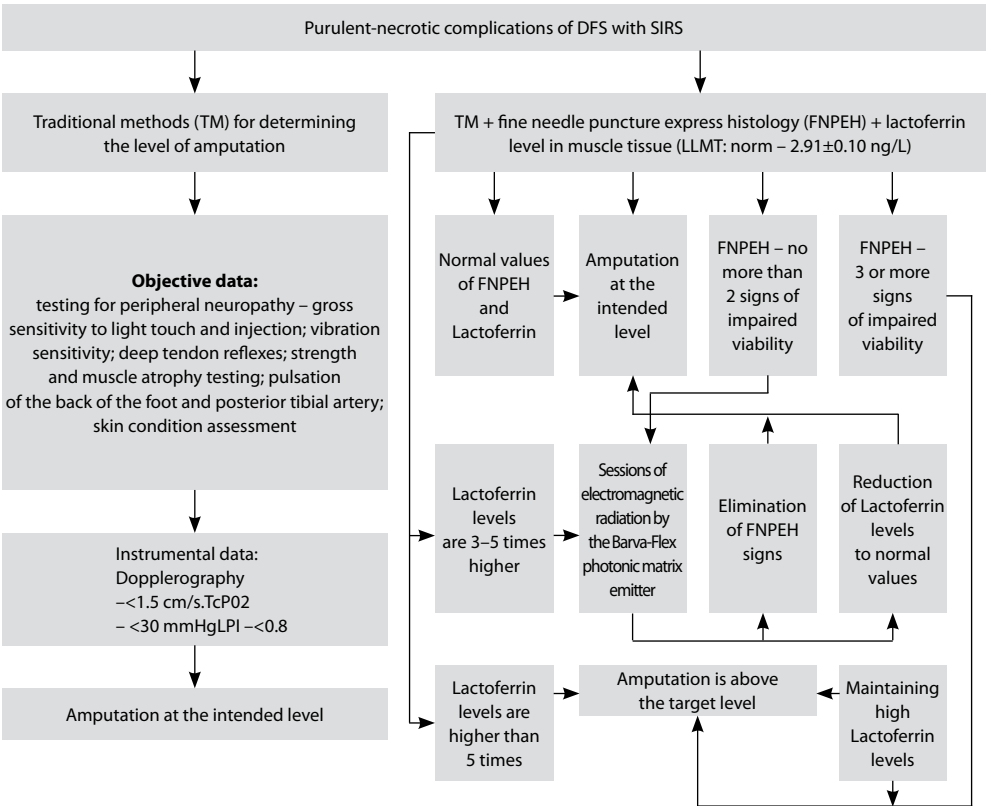 Purulent-necrotic complications of DFS with SIRS
Traditional methods (TM) for determining
the level of amputation
Objective data:
testing for peripheral neuropathy – gross
sensitivity to light touch and injection; vibration
sensitivity; deep tendon reflexes; strength
and muscle atrophy testing; pulsation
of the back of the foot and posterior tibial artery;
skin condition assessment
Instrumental data:
Dopplerography
–<1.5 cm/s.TcP02
– <30 mmHgLPI –<0.8
Amputation at the intended level
TM + fine needle puncture express histology (FNPEH) + lactoferrin
level in muscle tissue (LLMT: norm – 2.91±0.10 ng/L)
Normal values
of FNPEH
and
Lactoferrin
Amputation
at the
intended
level
FNPEH – no
more than
2 signs of
impaired
viability
FNPEH –
3 or more
signs
of impaired
viability
Lactoferrin
levels
are 3–5 times
higher
Sessions of
electromagnetic
radiation by
the Barva-Flex
photonic matrix
emitter
Elimination
of FNPEH
signs
Reduction
of Lactoferrin
levels
to normal
values
Lactoferrin
levels are
higher than
5 times
Amputation is above
the target level
Maintaining
high
Lactoferrin
levels